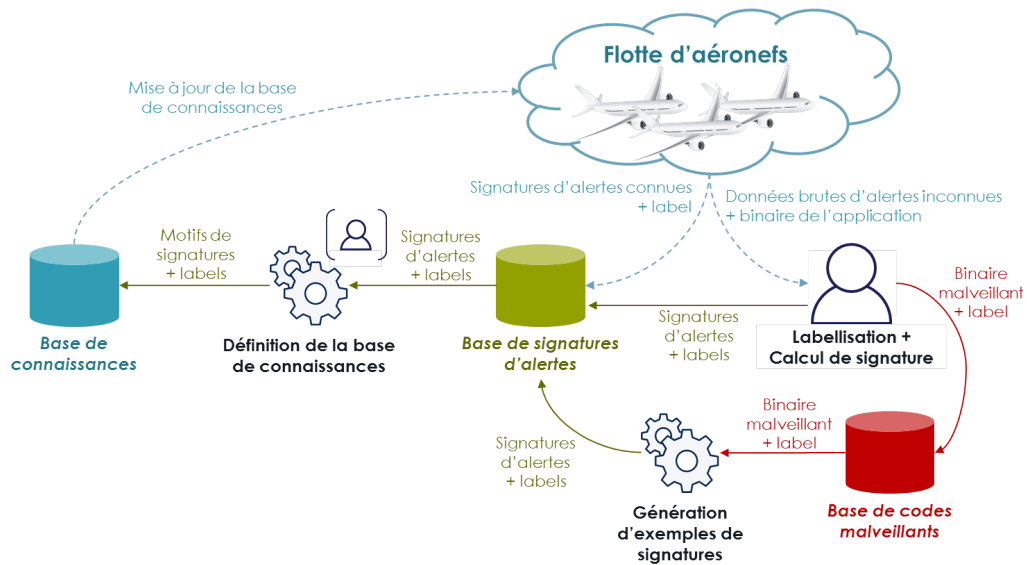 Flotte d'aéronefs
Mise à jour de la base
de connaissances
Signatures d'alertes connues
+ label
Données brutes d'alertes inconnues
+ binaire de l'application
Motifs de
signatures
+ labels
Signatures
d'alertes
+ labels
Binaire
malveillant
+ label
Signatures
d'alertes
+ labels
Base de
connaissances
Définition de la base
de connaissances
Base de signatures
d'alertes
Labellisation +
Calcul de signature
Binaire
malveillant
+ label
Signatures
d'alertes
+ labels
Génération
d'exemples de
signatures
Base de codes
malveillants